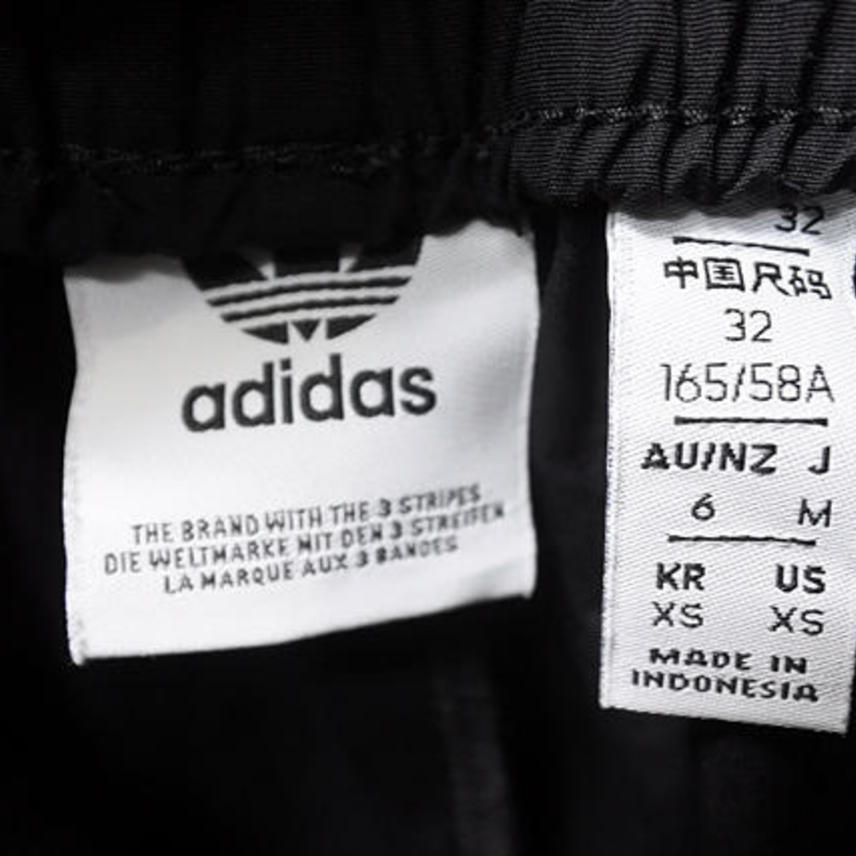 adidas
THE BRAND WITH THE 3 STRIPES
DIE WELTMARKE MIT DEN 3 STREIFEN
LA MARQUE AUX 3 BANDES
32
中国尺码
32
165/58A
AU/NZ J
6 M
KR US
XS XS
MADE IN
INDONESIA